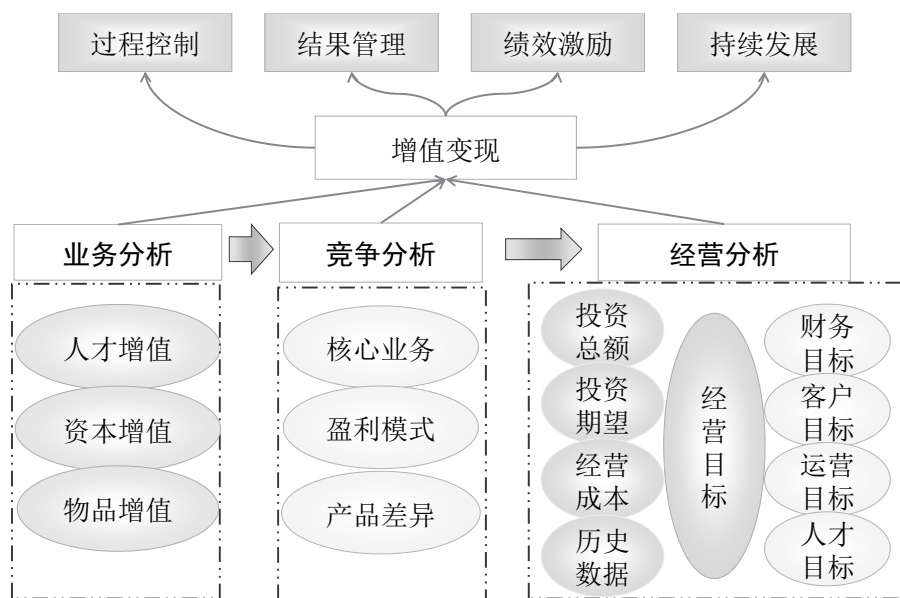 过程控制
结果管理
绩效激励
持续发展
增值变现
业务分析
竞争分析
经营分析
人才增值
资本增值
物品增值
核心业务
盈利模式
产品差异
投资
总额
投资
期望
经营
成本
历史
数据
经
营
目
标
财务
目标
客户
目标
运营
目标
人才
目标